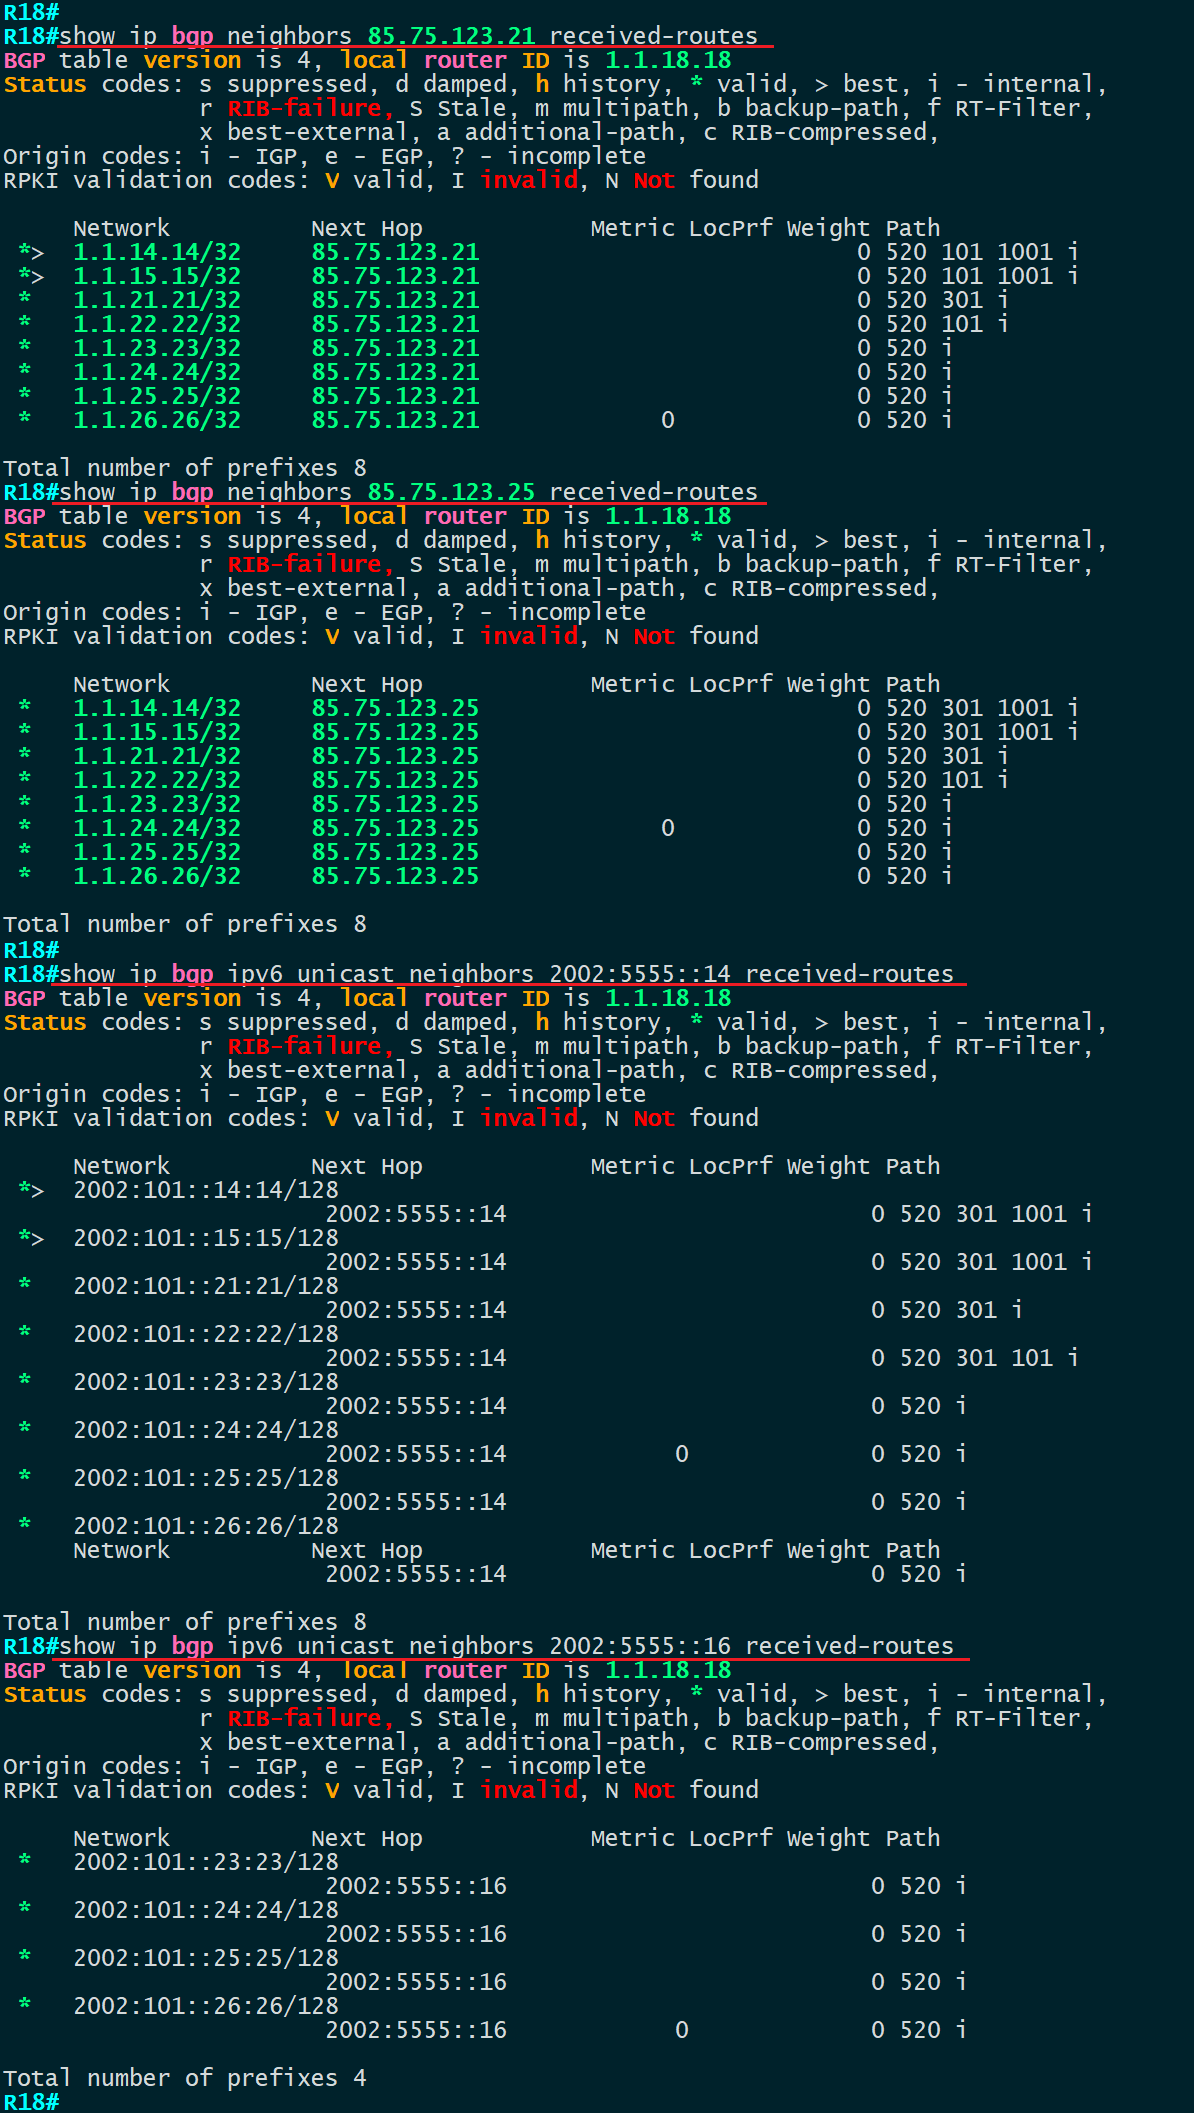 R18#
R18#show ip bgp neighbors 85.75.123.21 received-routes
BGP table version is 4, local router ID is 1.1.18.18
Status codes: s suppressed, d damped, h history, * valid, > best, i - internal,
              r RIB-failure, S Stale, m multipath, b backup-path, f RT-Filter,
              x best-external, a additional-path, c RIB-compressed,
Origin codes: i - IGP, e - EGP, ? - incomplete
RPKI validation codes: V valid, I invalid, N Not found

     Network          Next Hop            Metric LocPrf Weight Path
 *>  1.1.14.14/32     85.75.123.21                           0 520 101 1001 i
 *>  1.1.15.15/32     85.75.123.21                           0 520 101 1001 i
 *   1.1.21.21/32     85.75.123.21                           0 520 301 i
 *   1.1.22.22/32     85.75.123.21                           0 520 101 i
 *   1.1.23.23/32     85.75.123.21                           0 520 i
 *   1.1.24.24/32     85.75.123.21                           0 520 i
 *   1.1.25.25/32     85.75.123.21                           0 520 i
 *   1.1.26.26/32     85.75.123.21             0             0 520 i

Total number of prefixes 8
R18#show ip bgp neighbors 85.75.123.25 received-routes
BGP table version is 4, local router ID is 1.1.18.18
Status codes: s suppressed, d damped, h history, * valid, > best, i - internal,
              r RIB-failure, S Stale, m multipath, b backup-path, f RT-Filter,
              x best-external, a additional-path, c RIB-compressed,
Origin codes: i - IGP, e - EGP, ? - incomplete
RPKI validation codes: V valid, I invalid, N Not found

     Network          Next Hop            Metric LocPrf Weight Path
 *   1.1.14.14/32     85.75.123.25                           0 520 301 1001 i
 *   1.1.15.15/32     85.75.123.25                           0 520 301 1001 i
 *   1.1.21.21/32     85.75.123.25                           0 520 301 i
 *   1.1.22.22/32     85.75.123.25                           0 520 101 i
 *   1.1.23.23/32     85.75.123.25                           0 520 i
 *   1.1.24.24/32     85.75.123.25             0             0 520 i
 *   1.1.25.25/32     85.75.123.25                           0 520 i
 *   1.1.26.26/32     85.75.123.25                           0 520 i

Total number of prefixes 8
R18#
R18#show ip bgp ipv6 unicast neighbors 2002:5555::14 received-routes
BGP table version is 4, local router ID is 1.1.18.18
Status codes: s suppressed, d damped, h history, * valid, > best, i - internal,
              r RIB-failure, S Stale, m multipath, b backup-path, f RT-Filter,
              x best-external, a additional-path, c RIB-compressed,
Origin codes: i - IGP, e - EGP, ? - incomplete
RPKI validation codes: V valid, I invalid, N Not found

     Network          Next Hop            Metric LocPrf Weight Path
 *>  2002:101::14:14/128
                       2002:5555::14                          0 520 301 1001 i
 *>  2002:101::15:15/128
                       2002:5555::14                          0 520 301 1001 i
 *   2002:101::21:21/128
                       2002:5555::14                          0 520 301 i
 *   2002:101::22:22/128
                       2002:5555::14                          0 520 301 101 i
 *   2002:101::23:23/128
                       2002:5555::14                          0 520 i
 *   2002:101::24:24/128
                       2002:5555::14            0             0 520 i
 *   2002:101::25:25/128
                       2002:5555::14                          0 520 i
 *   2002:101::26:26/128
     Network          Next Hop            Metric LocPrf Weight Path
                       2002:5555::14                          0 520 i

Total number of prefixes 8
R18#show ip bgp ipv6 unicast neighbors 2002:5555::16 received-routes
BGP table version is 4, local router ID is 1.1.18.18
Status codes: s suppressed, d damped, h history, * valid, > best, i - internal,
              r RIB-failure, S Stale, m multipath, b backup-path, f RT-Filter,
              x best-external, a additional-path, c RIB-compressed,
Origin codes: i - IGP, e - EGP, ? - incomplete
RPKI validation codes: V valid, I invalid, N Not found

     Network          Next Hop            Metric LocPrf Weight Path
 *   2002:101::23:23/128
                       2002:5555::16                          0 520 i
 *   2002:101::24:24/128
                       2002:5555::16                          0 520 i
 *   2002:101::25:25/128
                       2002:5555::16                          0 520 i
 *   2002:101::26:26/128
                       2002:5555::16            0             0 520 i

Total number of prefixes 4
R18#